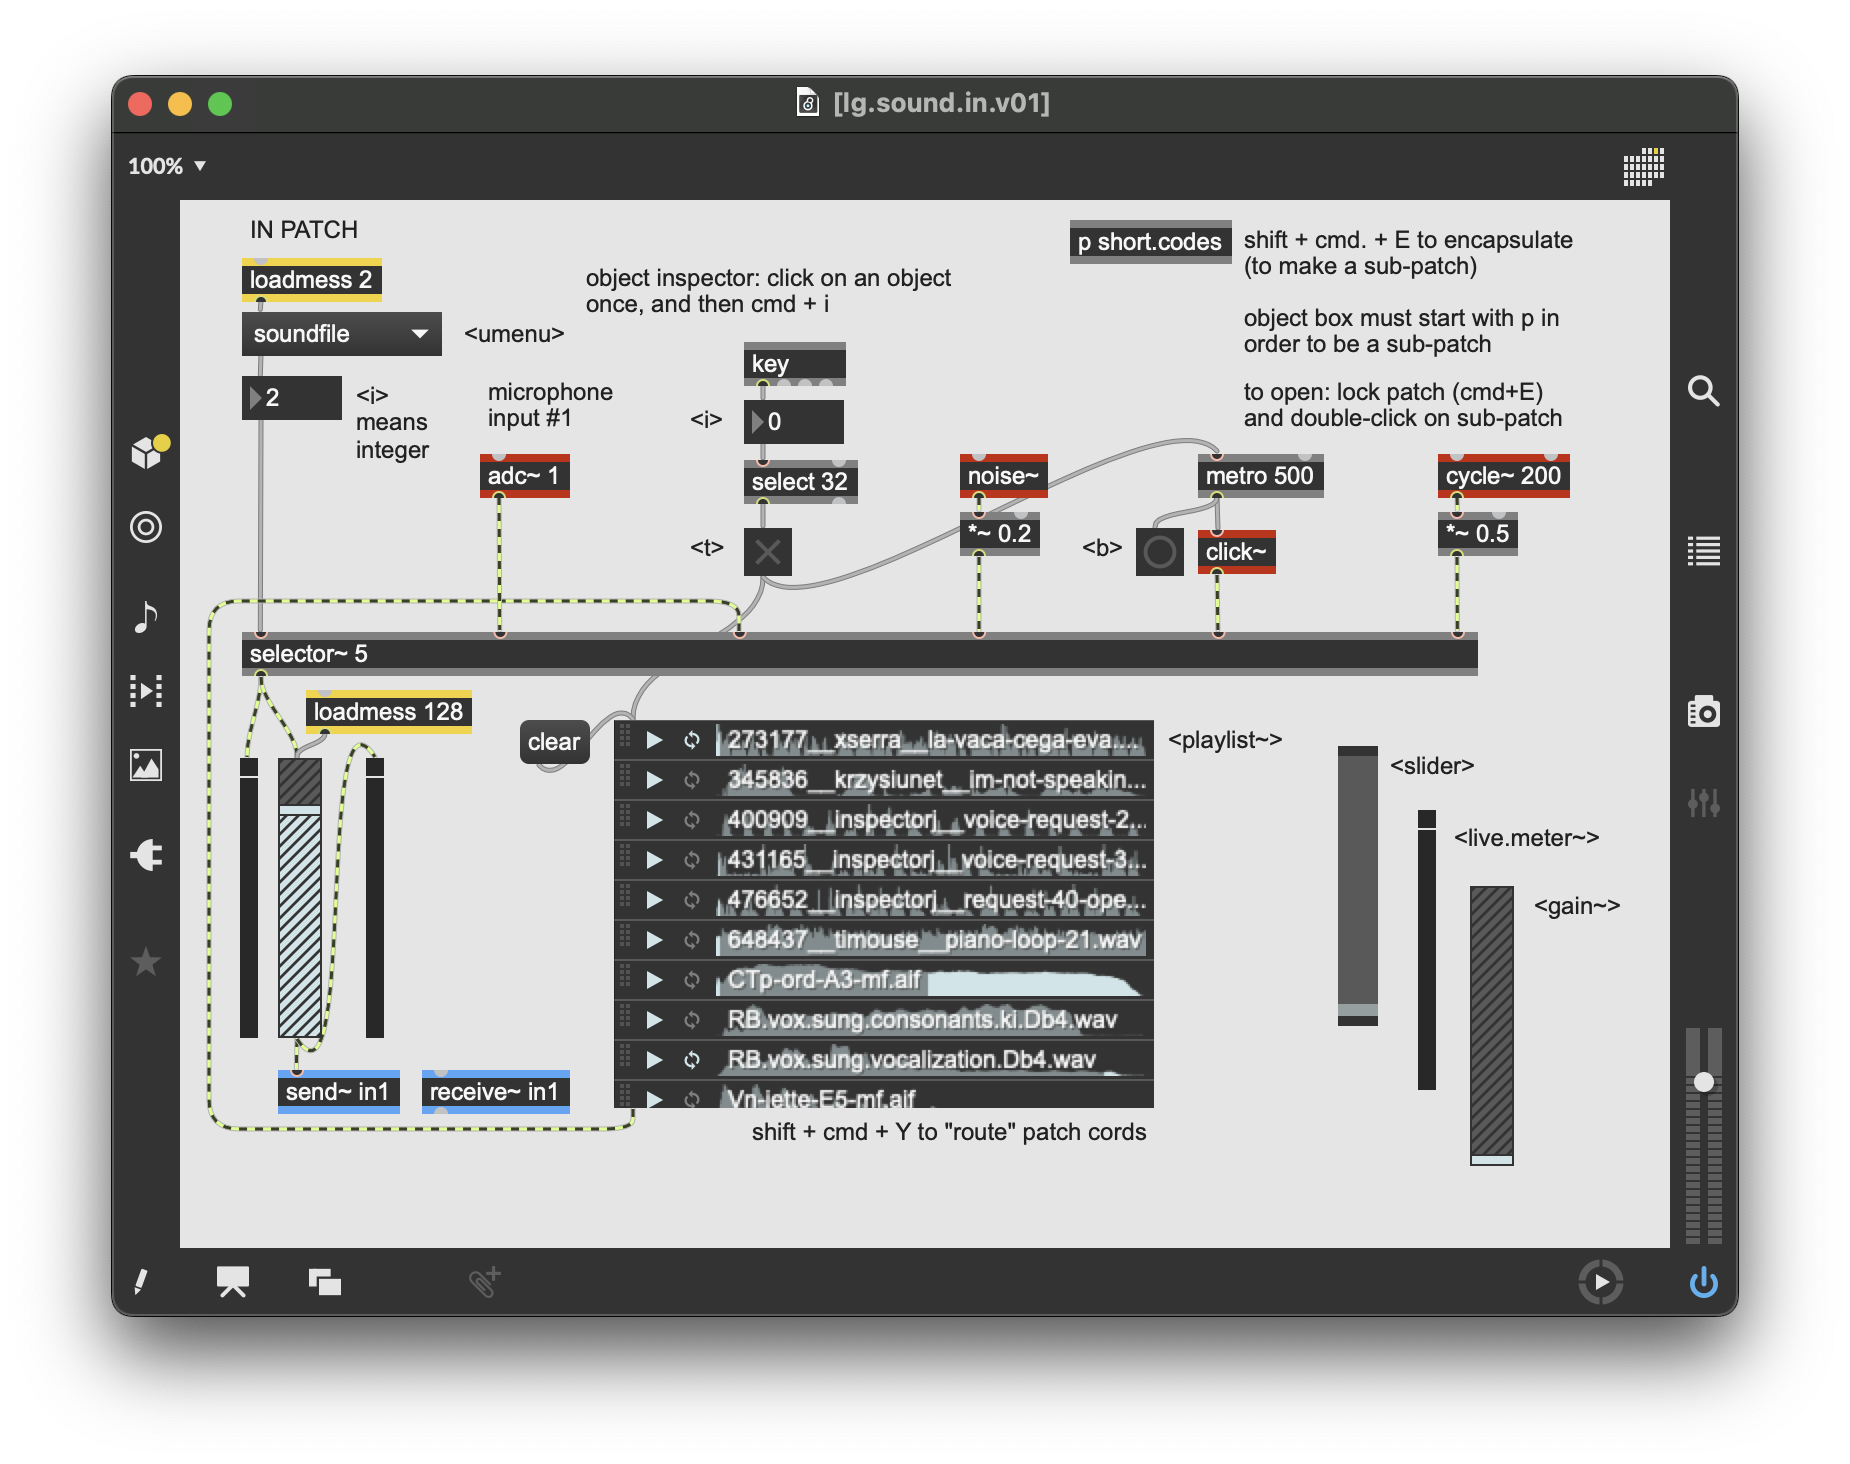 [lg.sound.in.v01]
100%
IN PATCH
loadmess 2
soundfile
<umenu>
2
<i>
means
integer
object inspector: click on an object
once, and then cmd + i
p short.codes
shift + cmd. + E to encapsulate
(to make a sub-patch)
object box must start with p in
order to be a sub-patch
to open: lock patch (cmd+E)
and double-click on sub-patch
microphone
input #1
adc~ 1
key
<i>
0
select 32
<t>
noise~
*~ 0.2
metro 500
<b>
click~
cycle~ 200
*~ 0.5
selector~ 5
loadmess 128
clear
273177__xserra__la-vaca-cega-eva....
345836__krzysiunet__im-not-speakin...
400909__inspectorj__voice-request-2...
431165__inspectorj__voice-request-3...
476652__inspectorj__request-40-ope...
648437__timouse__piano-loop-21.wav
CTp-ord-A3-mf.aif
RB.vox.sung.consonants.ki.Db4.wav
RB.vox.sung.vocalization.Db4.wav
Vn-iette-E5-mf.aif
<playlist~>
<slider>
<live.meter~>
<gain~>
send~ in1
receive~ in1
shift + cmd + Y to "route" patch cords